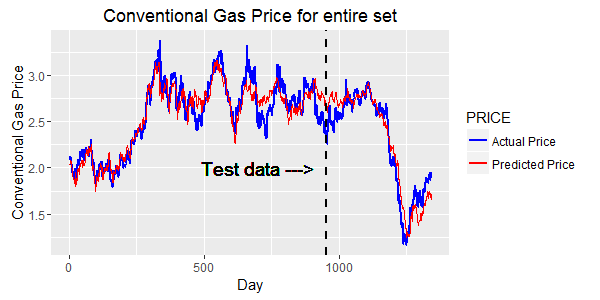 Conventional Gas Price for entire set
Conventional Gas Price
3.0
2.5
2.0
1.5
Test data --->
0
500
1000
Day
PRICE
Actual Price
Predicted Price